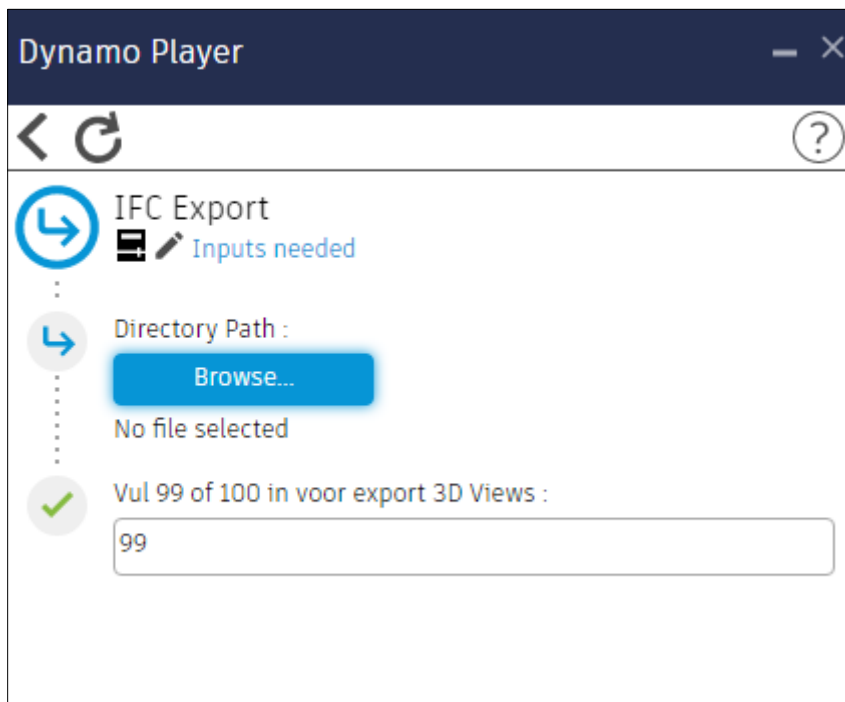 Dynamo Player
?
IFC Export
Inputs needed
Directory Path :
Browse...
No file selected
Vul 99 of 100 in voor export 3D Views :
99